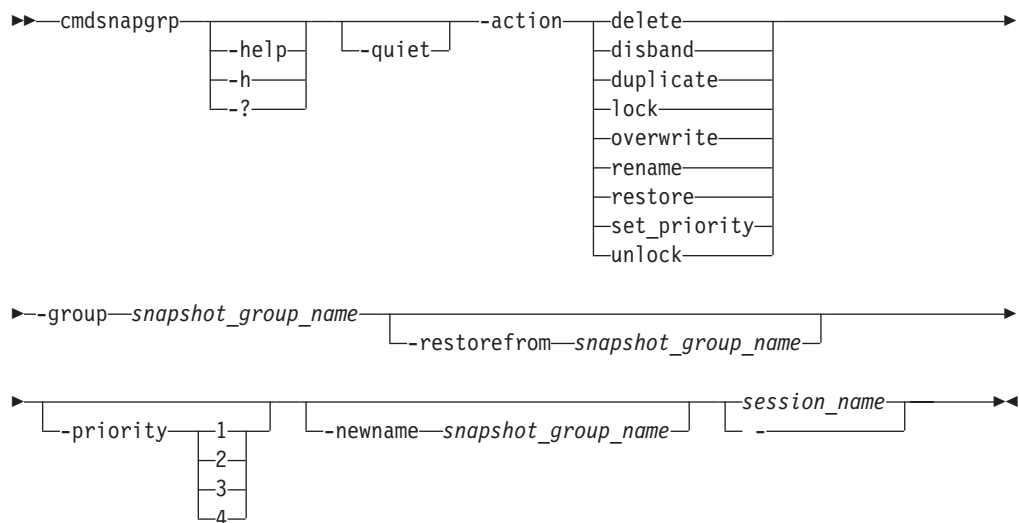 cmdsnapgrp -action delete
-help -quiet disband
-h duplicate
-? lock
overwrite
rename
restore
set_priority
unlock
-group snapshot_group_name
-restorefrom snapshot_group_name
session_name
-priority 1 -newname snapshot_group_name -
2
3
4